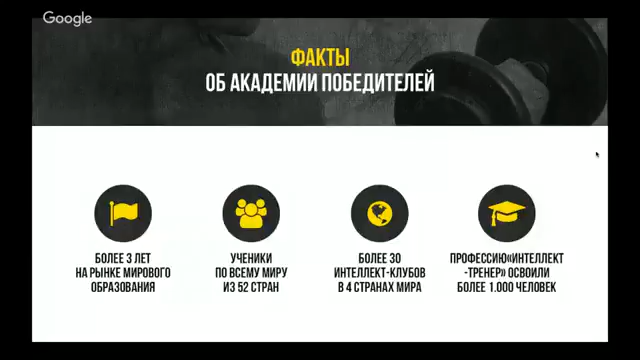 Google
ФАКТЫ
ОБ АКАДЕМИИ ПОБЕДИТЕЛЕЙ
БОЛЕЕ 3 ЛЕТ
НА РЫНКЕ МИРОВОГО
ОБРАЗОВАНИЯ
УЧЕНИКИ
ПО ВСЕМУ МИРУ
ИЗ 52 СТРАН
БОЛЕЕ 30
ИНТЕЛЛЕКТ-КЛУБОВ
В 4 СТРАНАХ МИРА
ПРОФЕССИЮ«ИНТЕЛЛЕКТ
-ТРЕНЕР» ОСВОИЛИ
БОЛЕЕ 1.000 ЧЕЛОВЕК